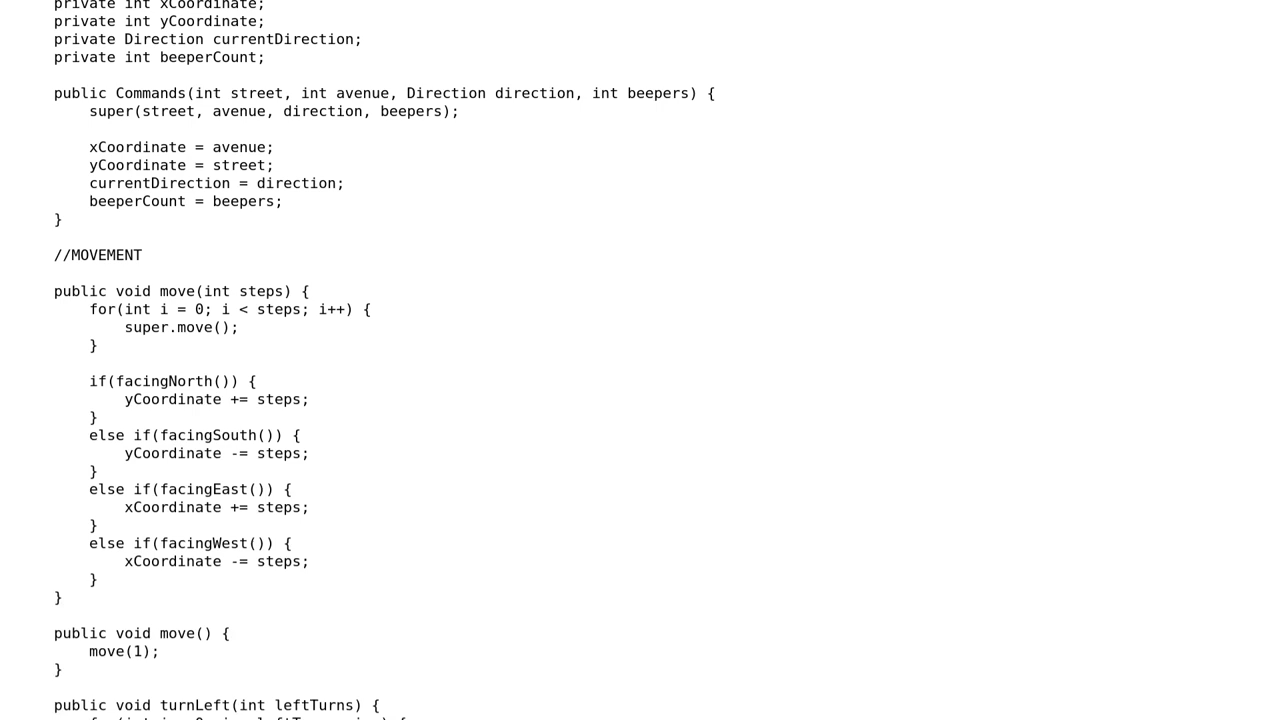 private int xCoordinate;
private int yCoordinate;
private Direction currentDirection;
private int beeperCount;

public Commands(int street, int avenue, Direction direction, int beepers) {
    super(street, avenue, direction, beepers);

    xCoordinate = avenue;
    yCoordinate = street;
    currentDirection = direction;
    beeperCount = beepers;
}

//MOVEMENT

public void move(int steps) {
    for(int i = 0; i < steps; i++) {
        super.move();
    }

    if(facingNorth()) {
        yCoordinate += steps;
    }
    else if(facingSouth()) {
        yCoordinate -= steps;
    }
    else if(facingEast()) {
        xCoordinate += steps;
    }
    else if(facingWest()) {
        xCoordinate -= steps;
    }
}

public void move() {
    move(1);
}

public void turnLeft(int leftTurns) {